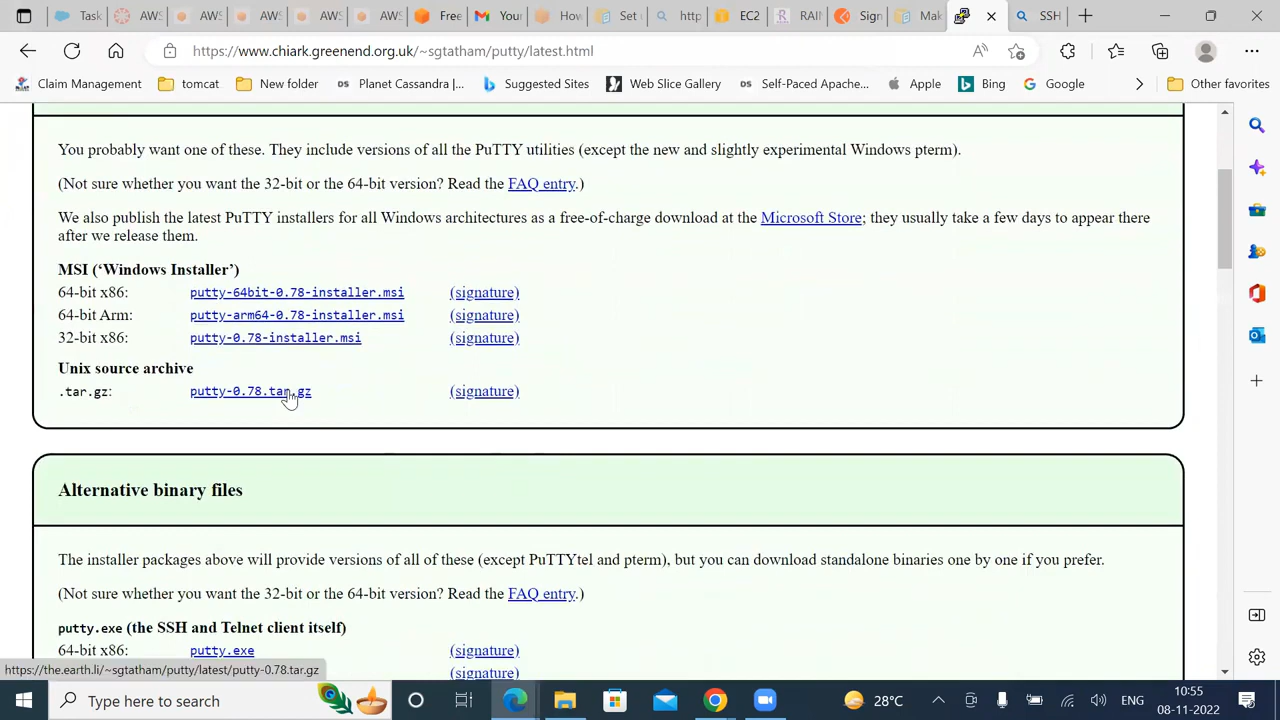 Testin
AWS
AWS
AWS
AWS
AWS
Free
Your
How
Set
http
EC2
RAIN
Sign
Mak
SSH
https://www.chiark.greenend.org.uk/~sgtatham/putty/latest.html
Claim Management
tomcat
New folder
DS Planet Cassandra |...
Suggested Sites
Web Slice Gallery
DS Self-Paced Apache...
Apple
Bing
Google
Other favorites
You probably want one of these. They include versions of all the PuTTY utilities (except the new and slightly experimental Windows pterm).
(Not sure whether you want the 32-bit or the 64-bit version? Read the FAQ entry.)
We also publish the latest PuTTY installers for all Windows architectures as a free-of-charge download at the Microsoft Store; they usually take a few days to appear there
after we release them.
MSI (‘Windows Installer’)
64-bit x86: putty-64bit-0.78-installer.msi (signature)
64-bit Arm: putty-arm64-0.78-installer.msi (signature)
32-bit x86: putty-0.78-installer.msi (signature)
Unix source archive
.tar.gz: putty-0.78.tar.gz (signature)
Alternative binary files
The installer packages above will provide versions of all of these (except PuTTYtel and pterm), but you can download standalone binaries one by one if you prefer.
(Not sure whether you want the 32-bit or the 64-bit version? Read the FAQ entry.)
putty.exe (the SSH and Telnet client itself)
64-bit x86: putty.exe (signature)
(signature)
https://the.earth.li/~sgtatham/putty/latest/putty-0.78.tar.gz
Type here to search
28°C
ENG
10:55
08-11-2022